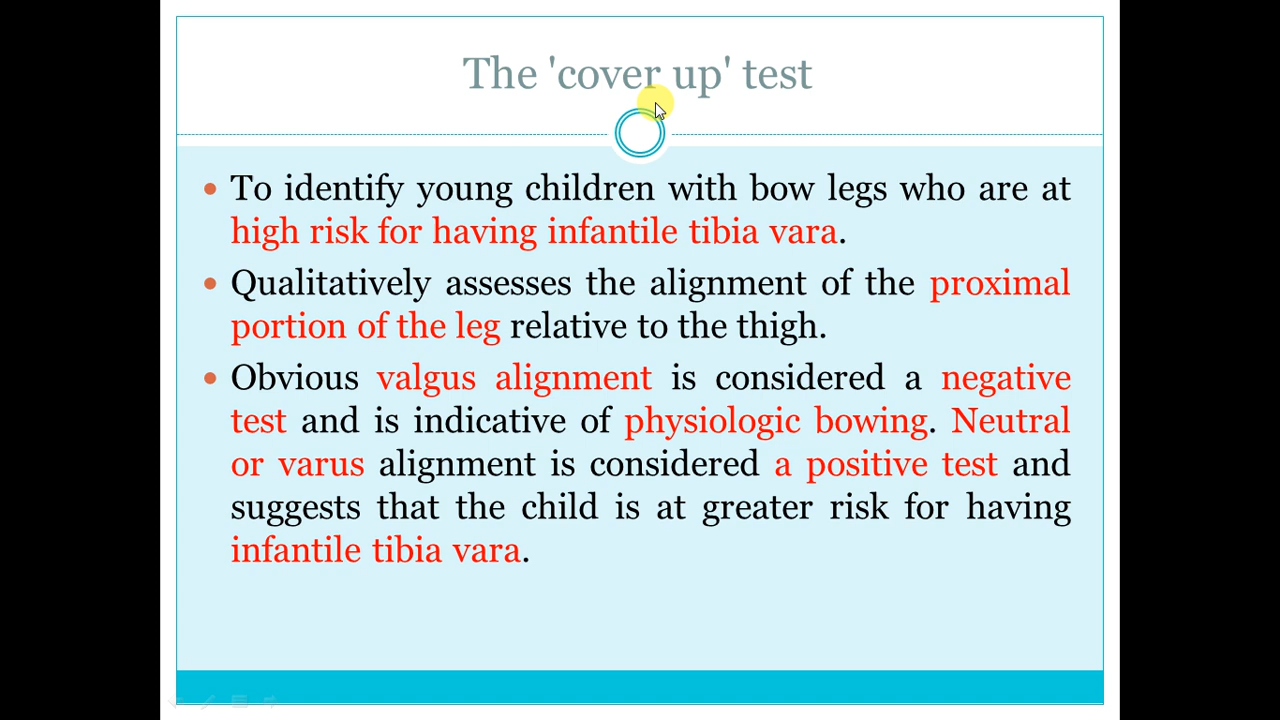 The 'cover up' test
• To identify young children with bow legs who are at
high risk for having infantile tibia vara.
• Qualitatively assesses the alignment of the proximal
portion of the leg relative to the thigh.
• Obvious valgus alignment is considered a negative
test and is indicative of physiologic bowing. Neutral
or varus alignment is considered a positive test and
suggests that the child is at greater risk for having
infantile tibia vara.